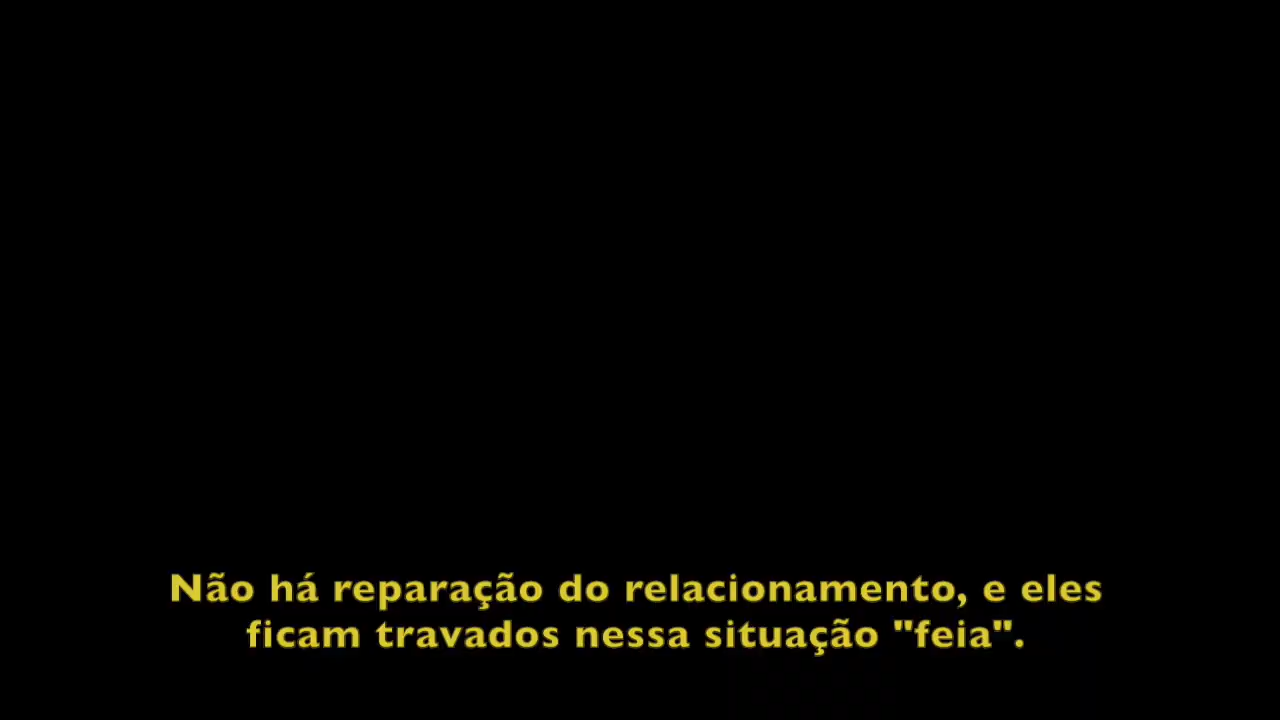 Não há reparação do relacionamento, e eles
ficam travados nessa situação "feia".